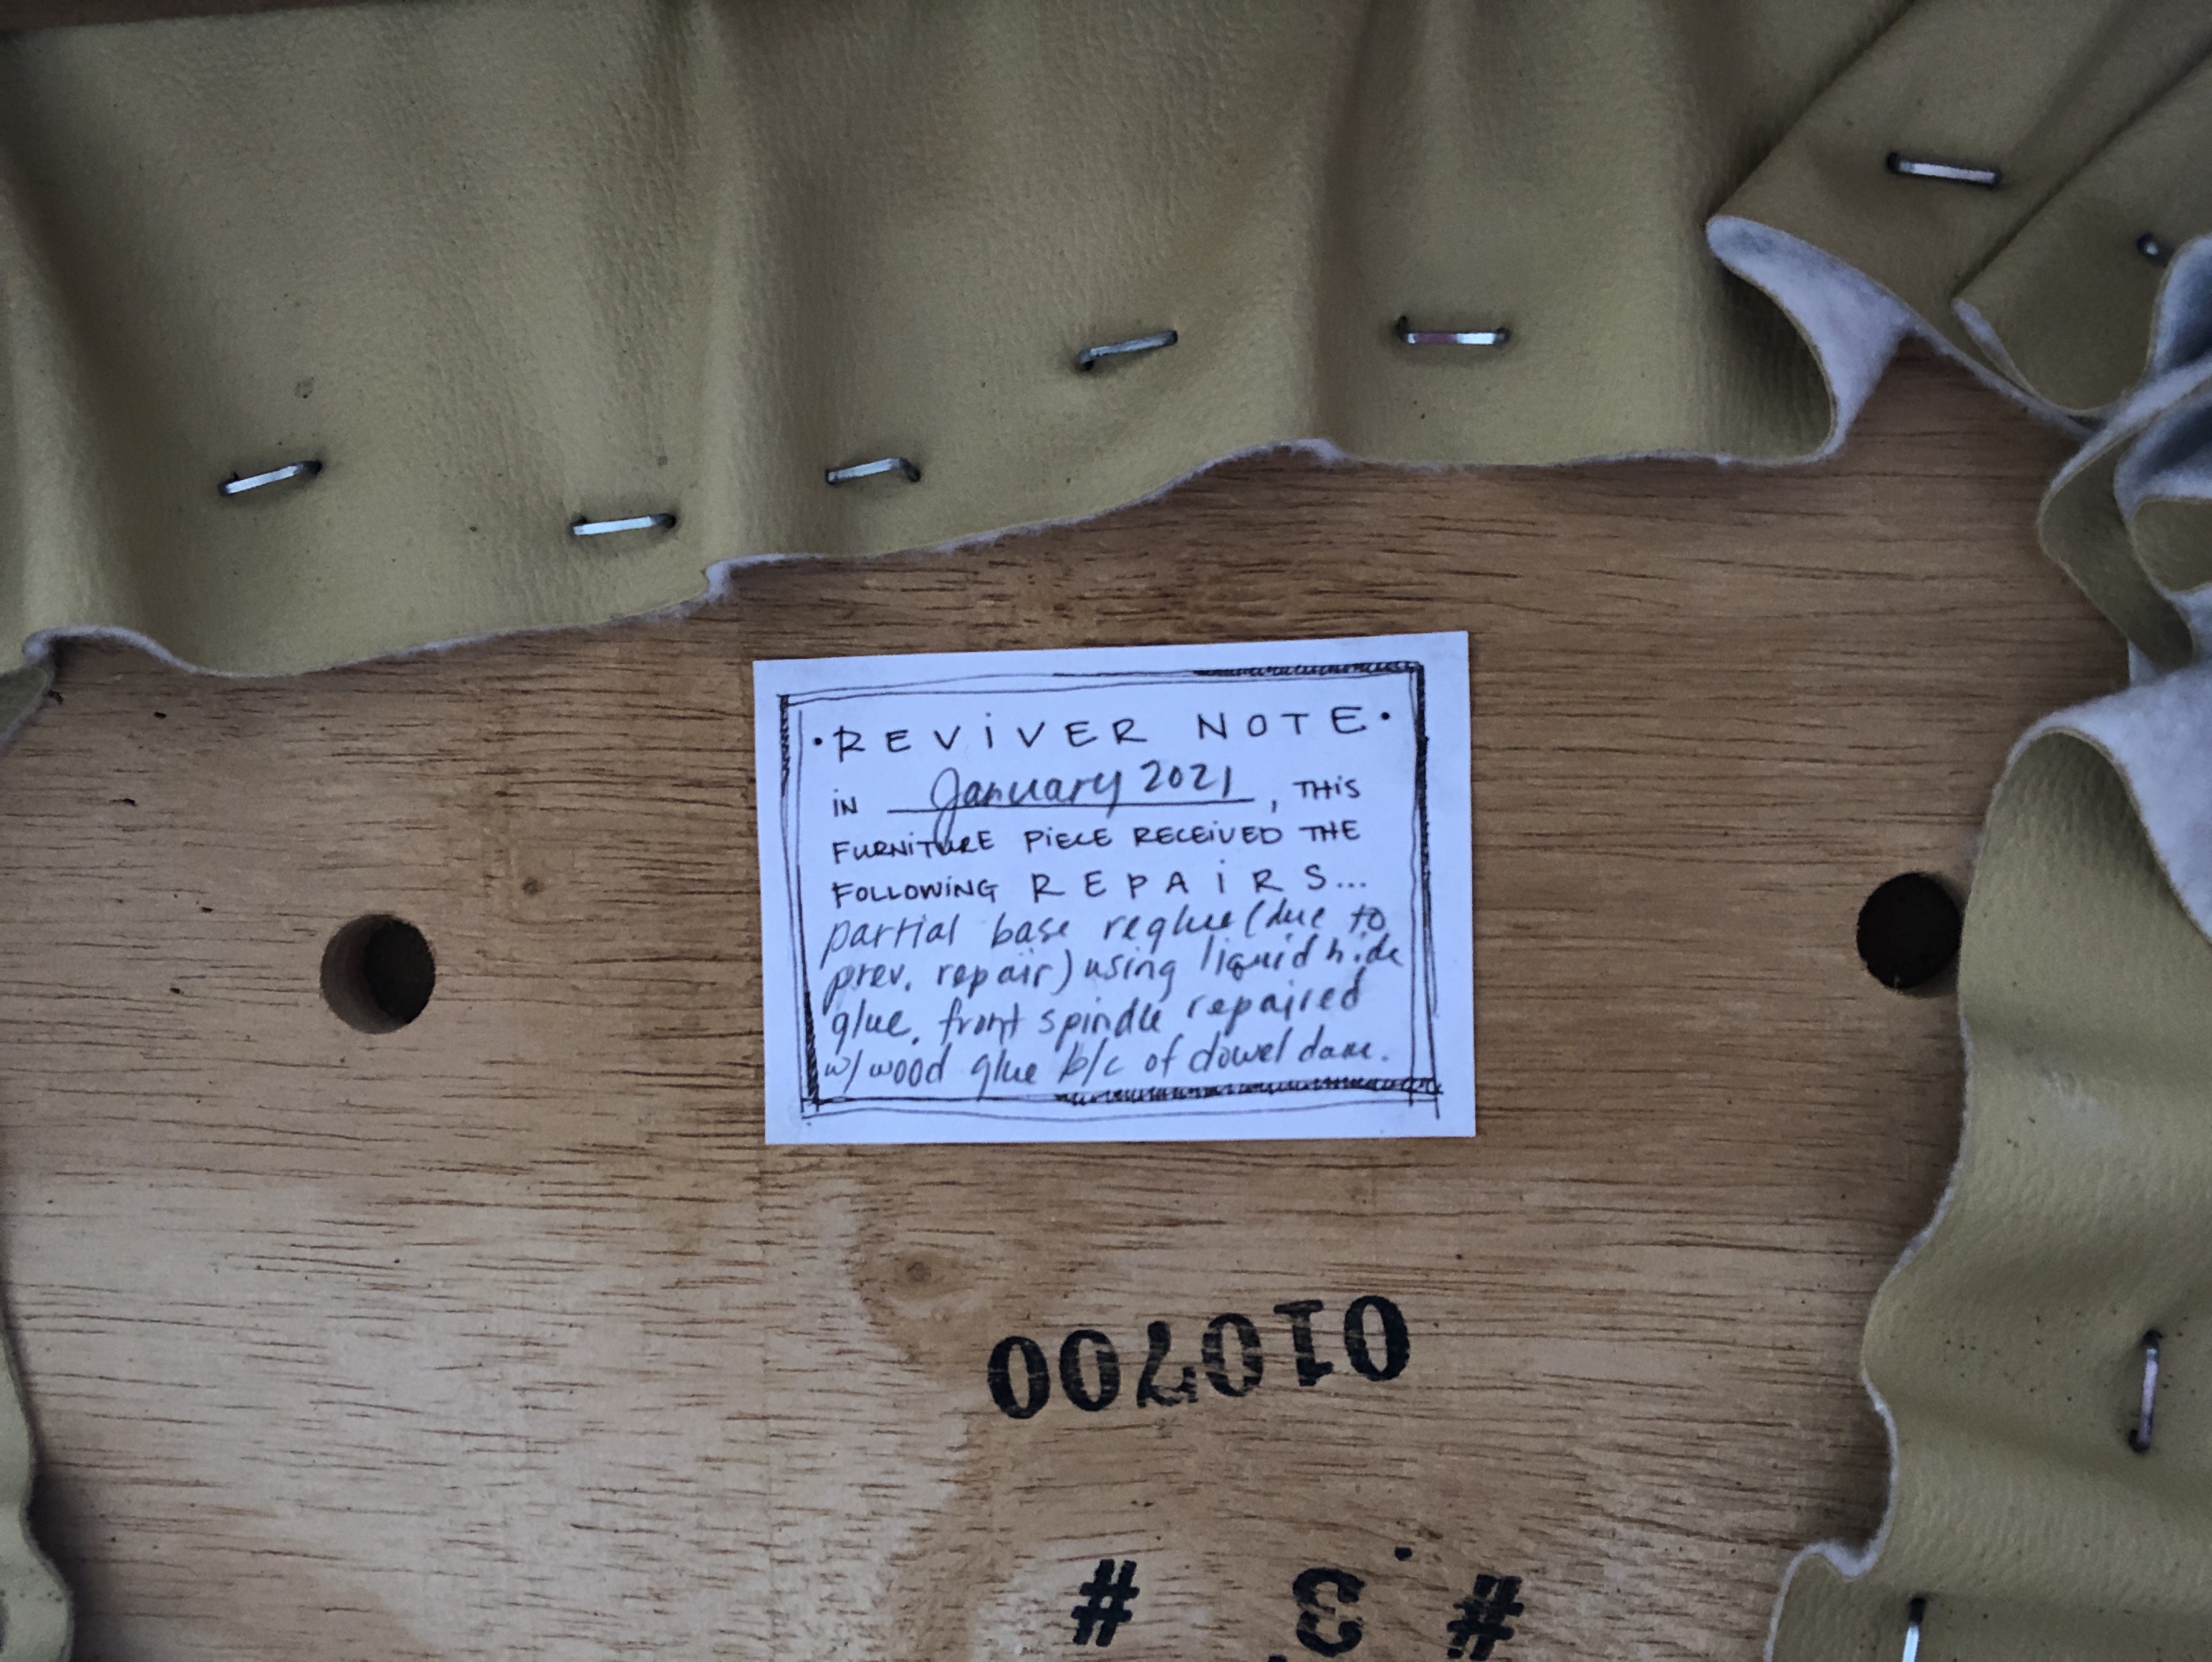 ·REViVER NOTE·
iN January 2021, THiS
FURNiTURE PiECE RECEiVED THE
FOLLOWiNG REPAiRS...
partial base reglue (due to
prev. repair) using liquid hide
glue, front spindle repaired
w/wood glue b/c of dowel dam.
010700
# 3 #